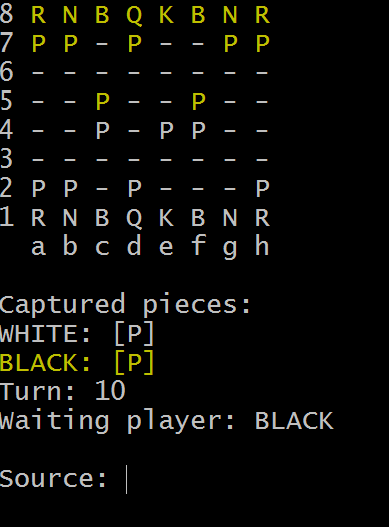 8 R N B Q K B N R
7 P P - P - - P P
6 - - - - - - - -
5 - - P - - P - -
4 - - P - P P - -
3 - - - - - - - -
2 P P - P - - - P
1 R N B Q K B N R
a b c d e f g h
Captured pieces:
WHITE: [P]
BLACK: [P]
Turn: 10
Waiting player: BLACK
Source: